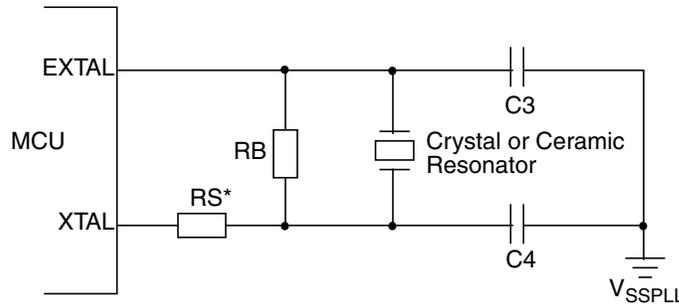 EXTAL
C3
MCU
RB
Crystal or Ceramic
Resonator
RS*
XTAL
C4
VSSPLL